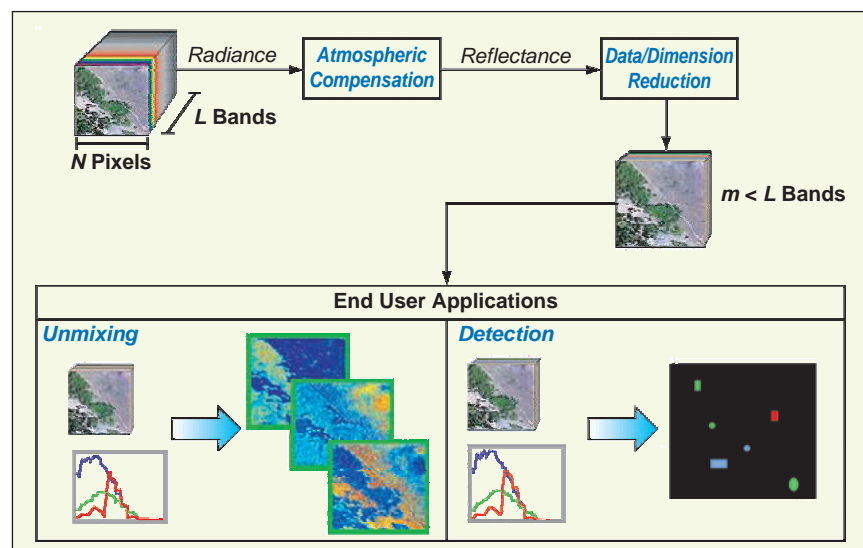 Radiance
Atmospheric
Compensation
Reflectance
Data/Dimension
Reduction
L Bands
N Pixels
m < L Bands
End User Applications
Unmixing
Detection